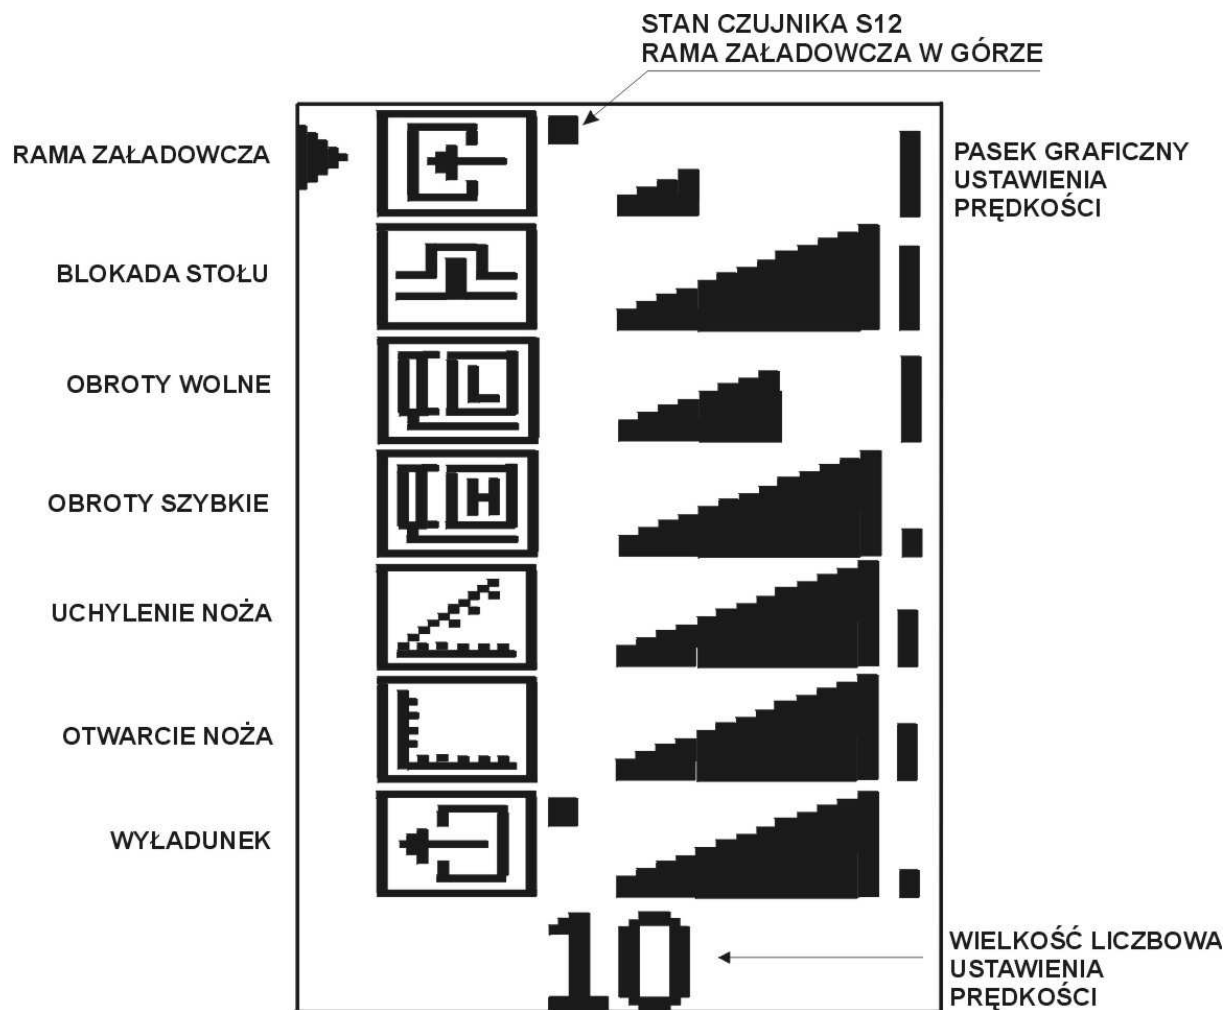 STAN CZUJNIKA S12
RAMA ZAŁADOWCZA W GÓRZE
RAMA ZAŁADOWCZA
PASEK GRAFICZNY
USTAWIENIA
PRĘDKOŚCI
BLOKADA STOŁU
OBROTY WOLNE
L
OBROTY SZYBKIE
H
UCHYLENIE NOŻA
OTWARCIE NOŻA
WYŁADUNEK
10
WIELKOŚĆ LICZBOWA
USTAWIENIA
PRĘDKOŚCI